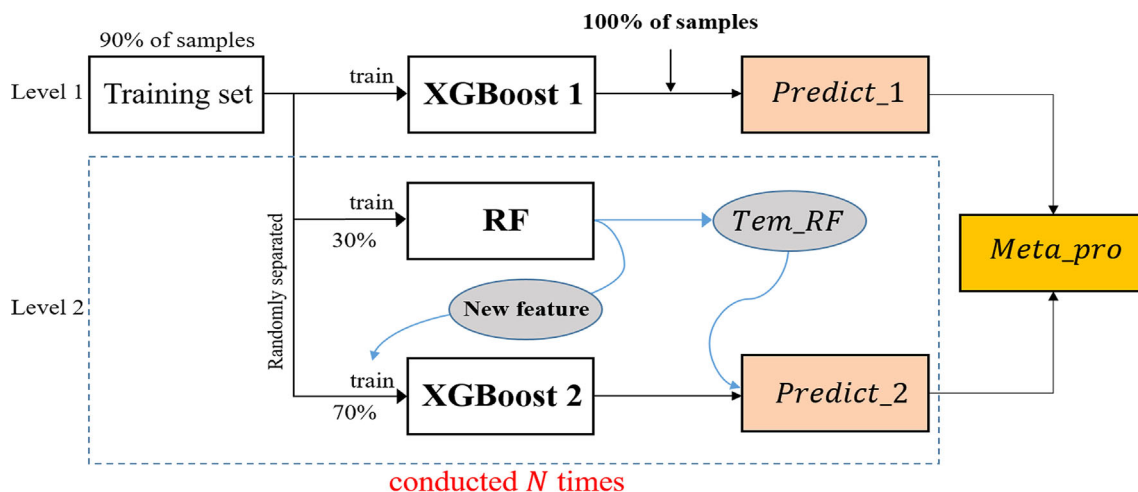 100% of samples
90% of samples
Level 1
Training set
train
XGBoost 1
Predict_1
train
RF
30%
Tem_RF
Meta_pro
Randomly separated
Level 2
New feature
train
XGBoost 2
70%
Predict_2
conducted N times